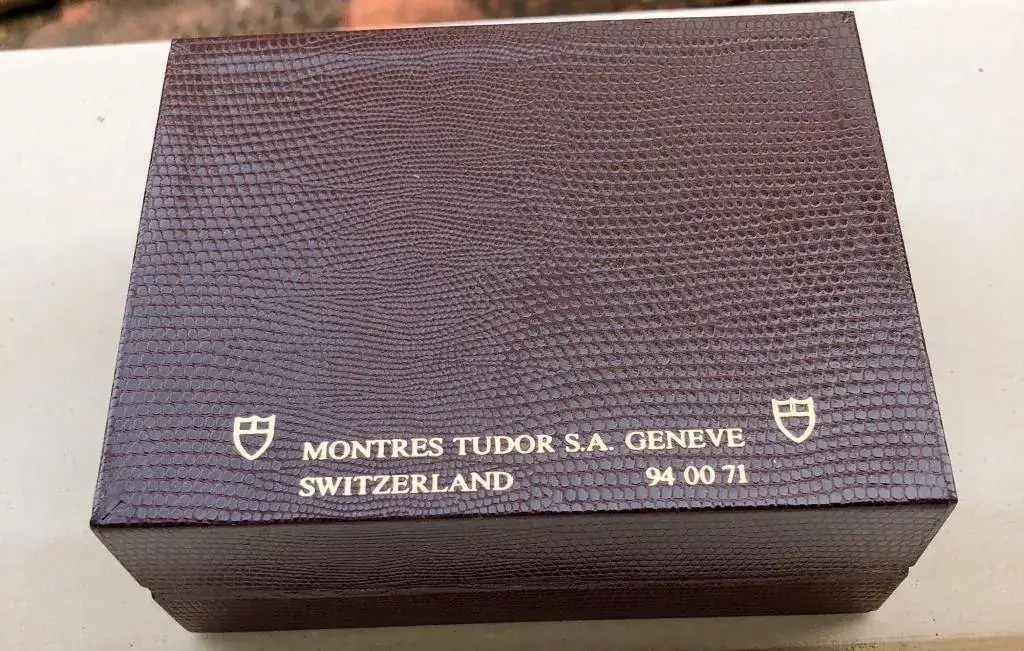 MONTRES TUDOR S.A. GENEVE
SWITZERLAND 94 00 71